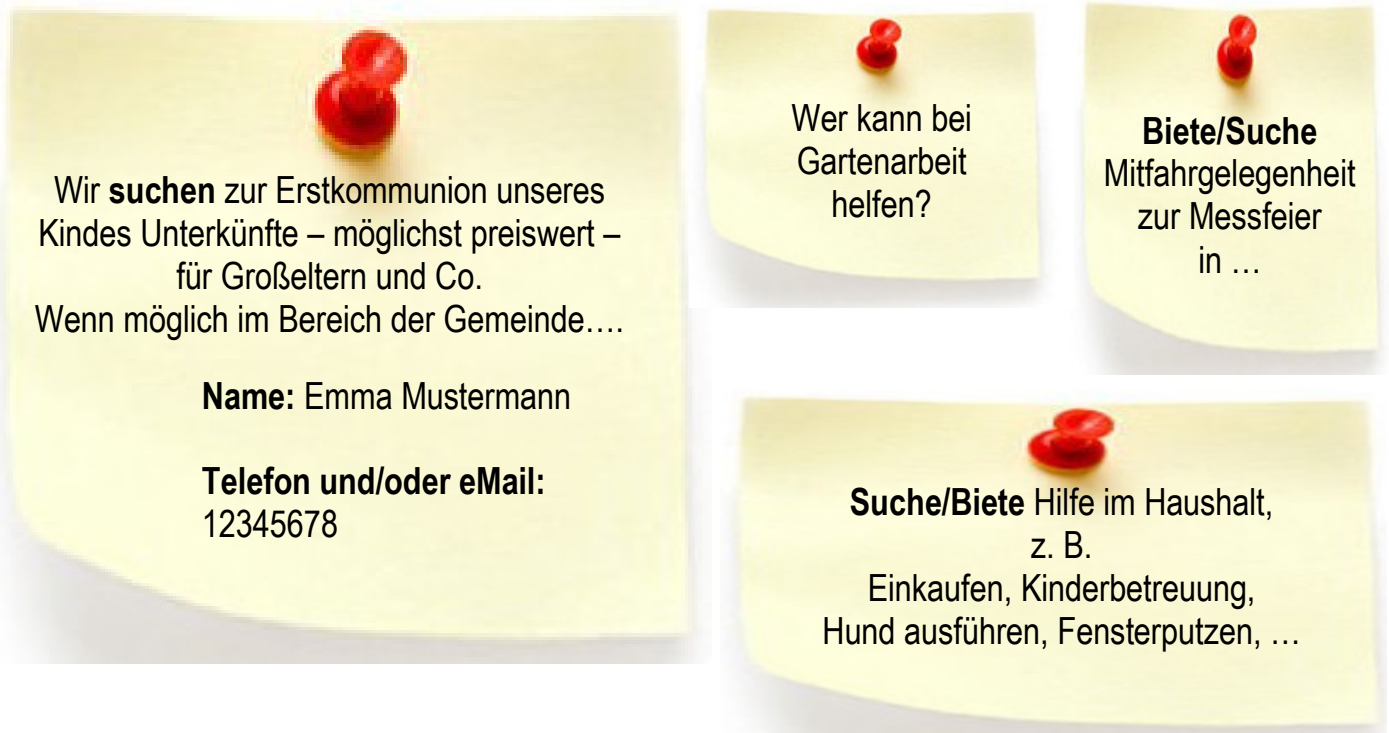 Wir suchen zur Erstkommunion unseres
Kindes Unterkünfte – möglichst preiswert –
für Großeltern und Co.
Wenn möglich im Bereich der Gemeinde….
Name: Emma Mustermann
Telefon und/oder eMail:
12345678
Wer kann bei
Gartenarbeit
helfen?
Biete/Suche
Mitfahrgelegenheit
zur Messfeier
in …
Suche/Biete Hilfe im Haushalt,
z. B.
Einkaufen, Kinderbetreuung,
Hund ausführen, Fensterputzen, …